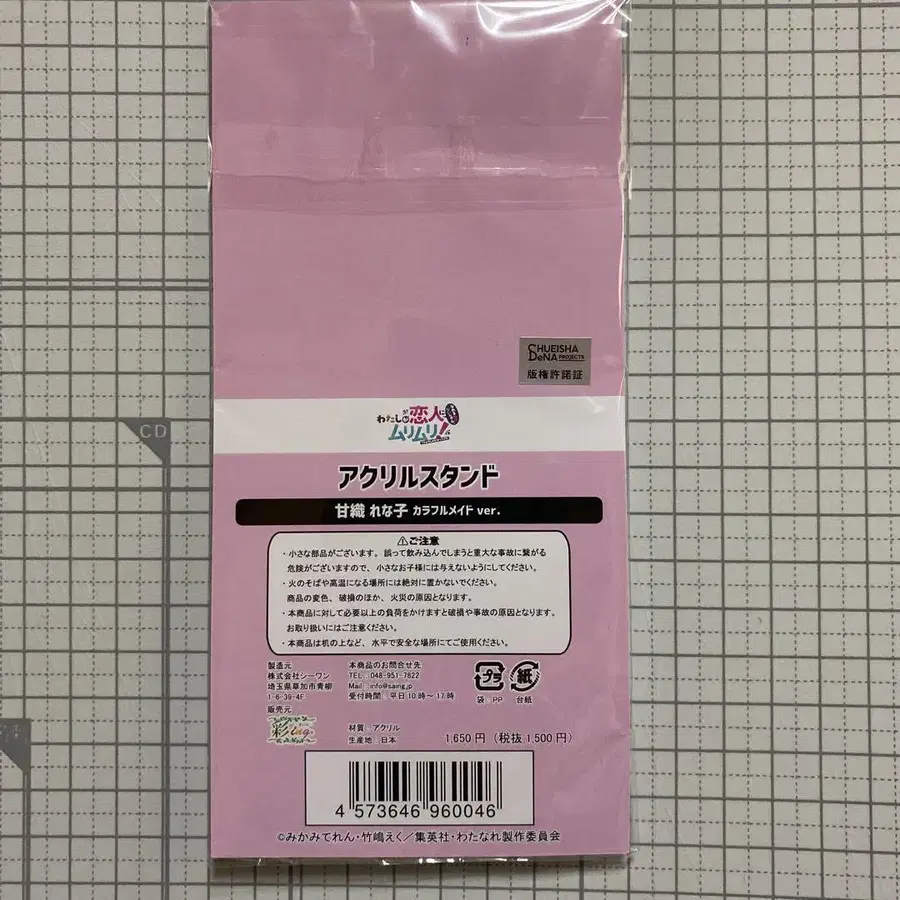 SHUEISHA
DeNA PROJECTS
版権許諾証
わたしが恋人に
ムリムリ!
アクリルスタンド
甘織 れな子 カラフルメイド ver.
⚠ご注意
・小さな部品がございます。誤って飲み込んでしまうと重大な事故に繋がる
危険がございますので、小さなお子様には与えないようにしてください。
・火のそばや高温になる場所には絶対に置かないでください。
商品の変色、破損のほか、火災の原因となります。
・本商品に対して必要以上の負荷をかけますと破損や事故の原因となります。
お取り扱いにはご注意ください。
・本商品は机の上など、水平で安全な場所にてご使用ください。
製造元
株式会社シーワン
埼玉県草加市青柳
1-6-39-4F
販売元
彩ing
本商品のお問合せ先
TEL:048-951-7822
Mail:info@saing.jp
受付時間:平日10時〜17時
プラ
袋:PP
紙
台紙
材質:アクリル
生産地:日本
1,650円(税抜1,500円)
4 573646 960046
©みかみてれん・竹嶋えく/集英社・わたなれ製作委員会
CD